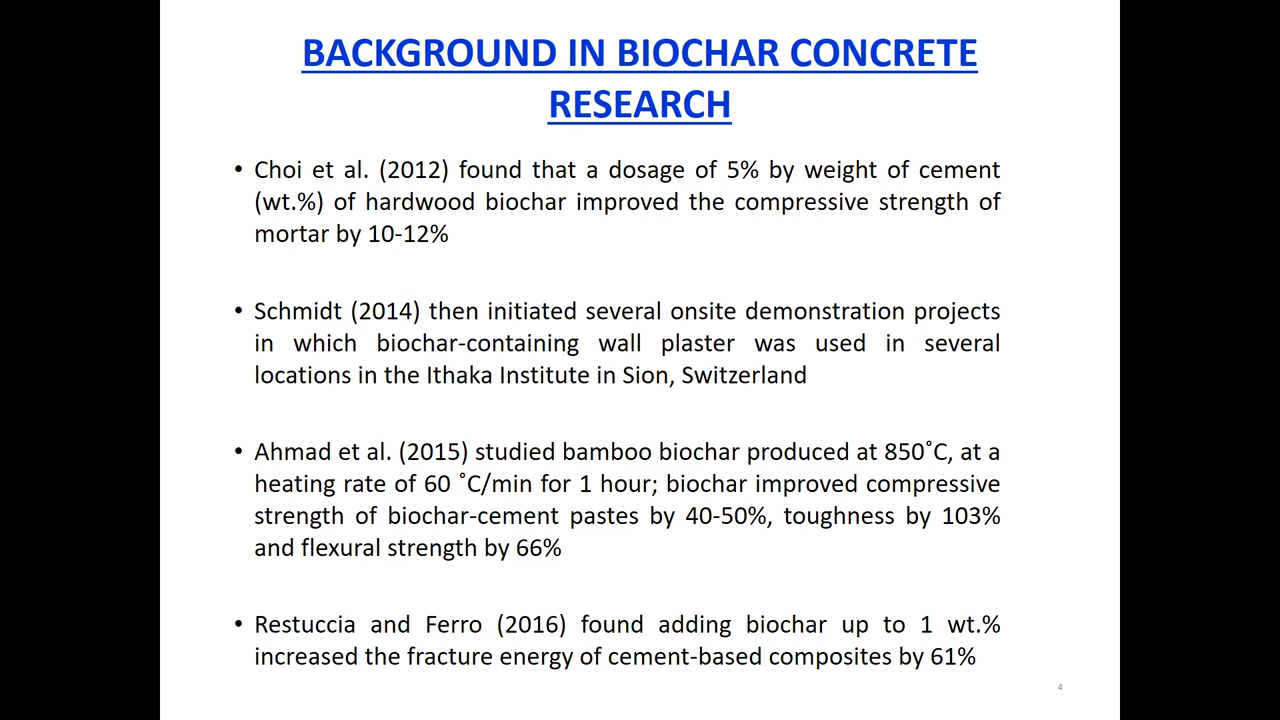 BACKGROUND IN BIOCHAR CONCRETE
RESEARCH
• Choi et al. (2012) found that a dosage of 5% by weight of cement
(wt.%) of hardwood biochar improved the compressive strength of
mortar by 10-12%
• Schmidt (2014) then initiated several onsite demonstration projects
in which biochar-containing wall plaster was used in several
locations in the Ithaka Institute in Sion, Switzerland
• Ahmad et al. (2015) studied bamboo biochar produced at 850˚C, at a
heating rate of 60 ˚C/min for 1 hour; biochar improved compressive
strength of biochar-cement pastes by 40-50%, toughness by 103%
and flexural strength by 66%
• Restuccia and Ferro (2016) found adding biochar up to 1 wt.%
increased the fracture energy of cement-based composites by 61%
4